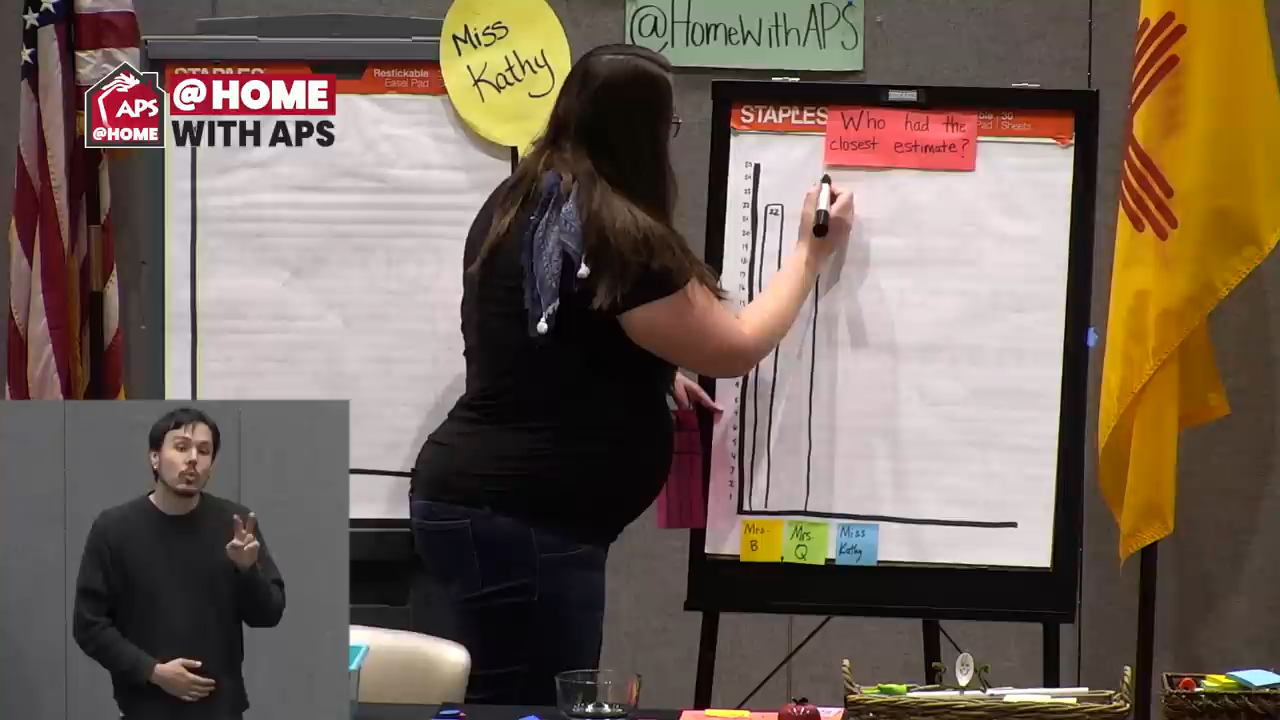 Miss
Kathy
@HomeWithAPS
STAPLES
Restickable
Easel Pad
APS
@HOME
@HOME
WITH APS
STAPLES
Who had the
closest estimate?
Sheets
22
Mrs.
B
Mrs.
Q
Miss
Kathy